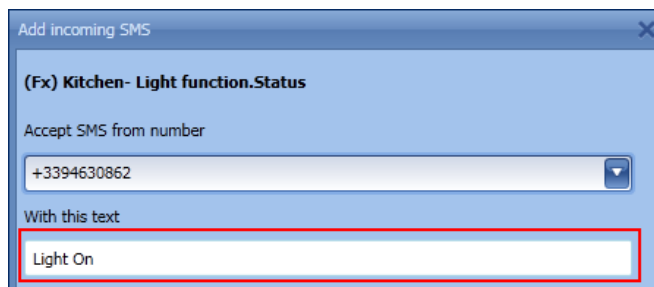 Add incoming SMS
(Fx) Kitchen- Light function.Status
Accept SMS from number
+3394630862
With this text
Light On